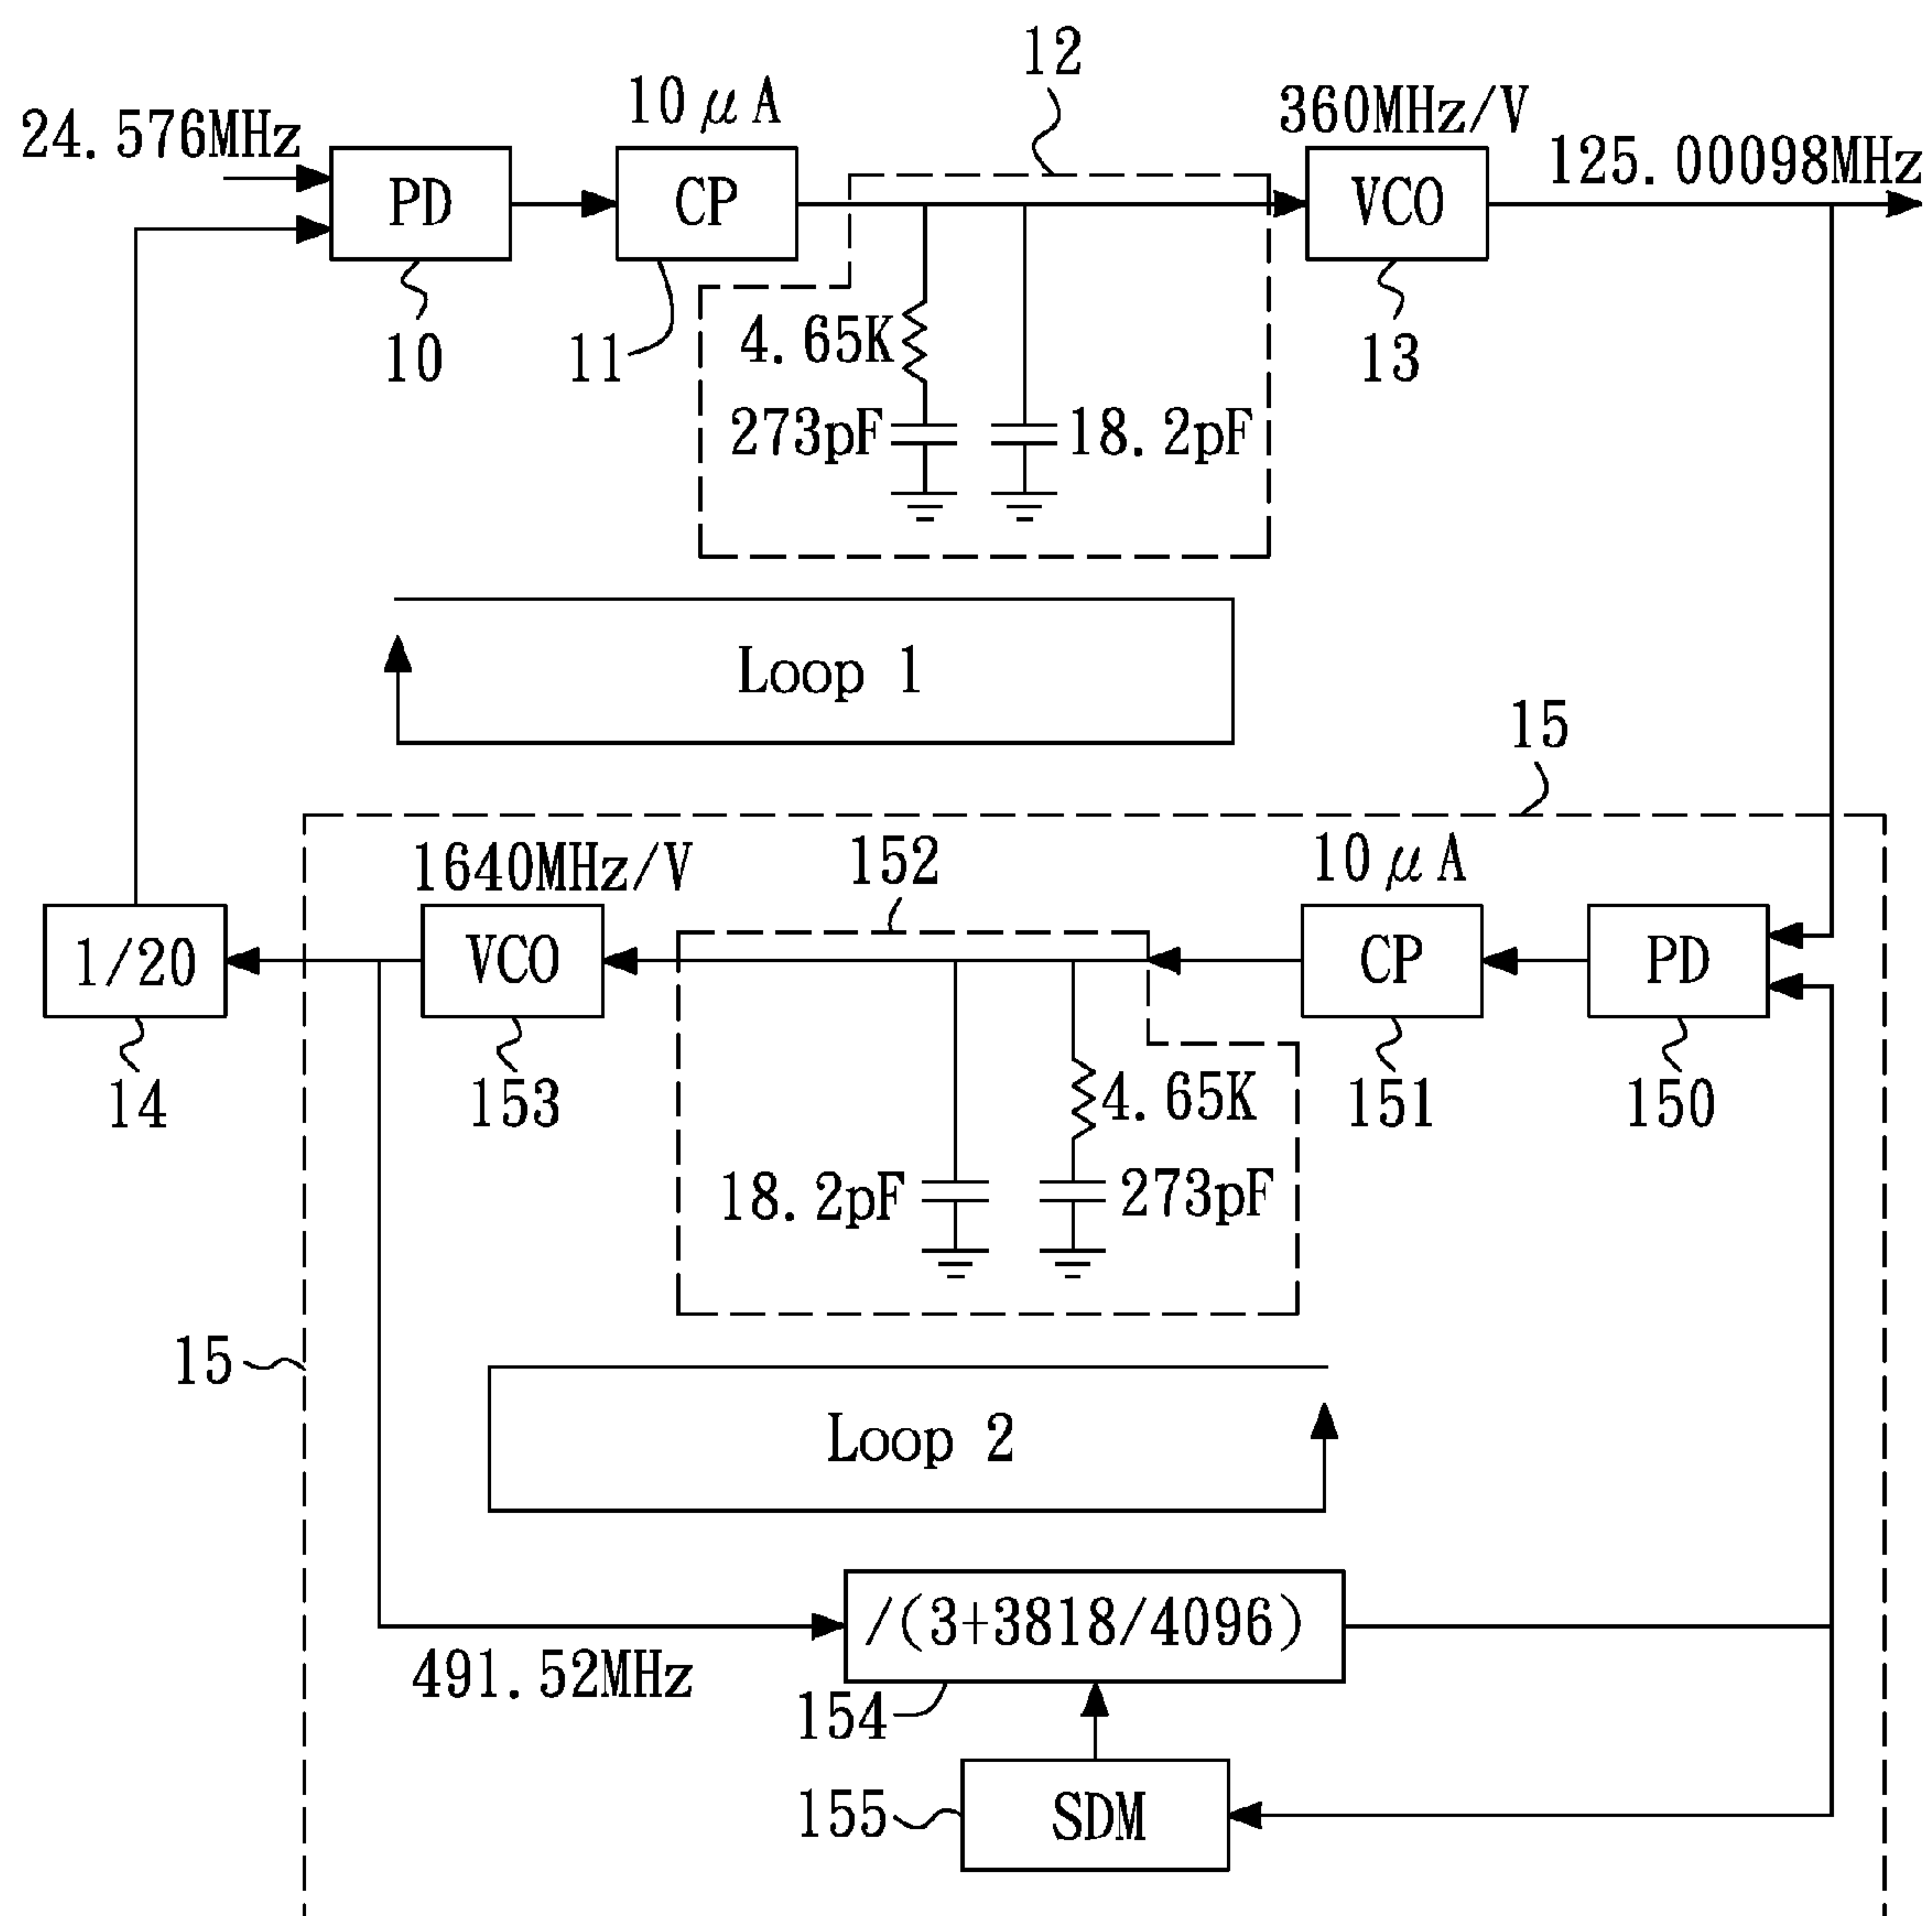 12
10μA
360MHz/V
24.576MHz
125.00098MHz
PD
CP
VCO
10
11
4.65K
13
273pF
18.2pF
Loop 1
15
1640MHz/V
152
10μA
1/20
VCO
CP
PD
14
153
4.65K
151
150
18.2pF
273pF
15
Loop 2
/(3+3818/4096)
491.52MHz
154
155
SDM